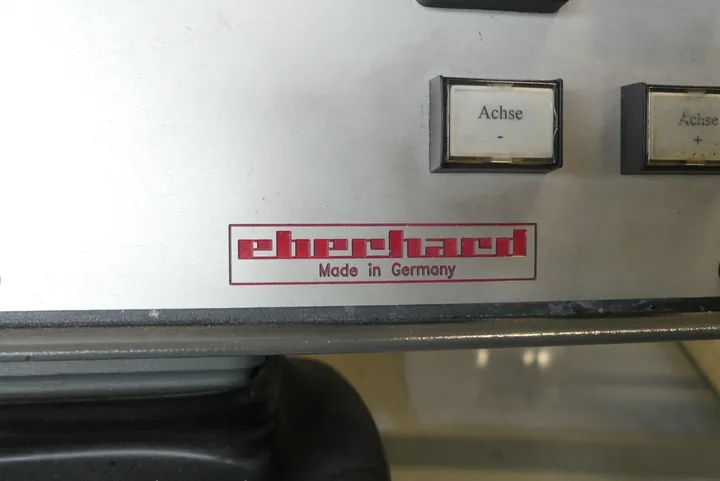 Achse
-
Achse
+
eberhard
Made in Germany